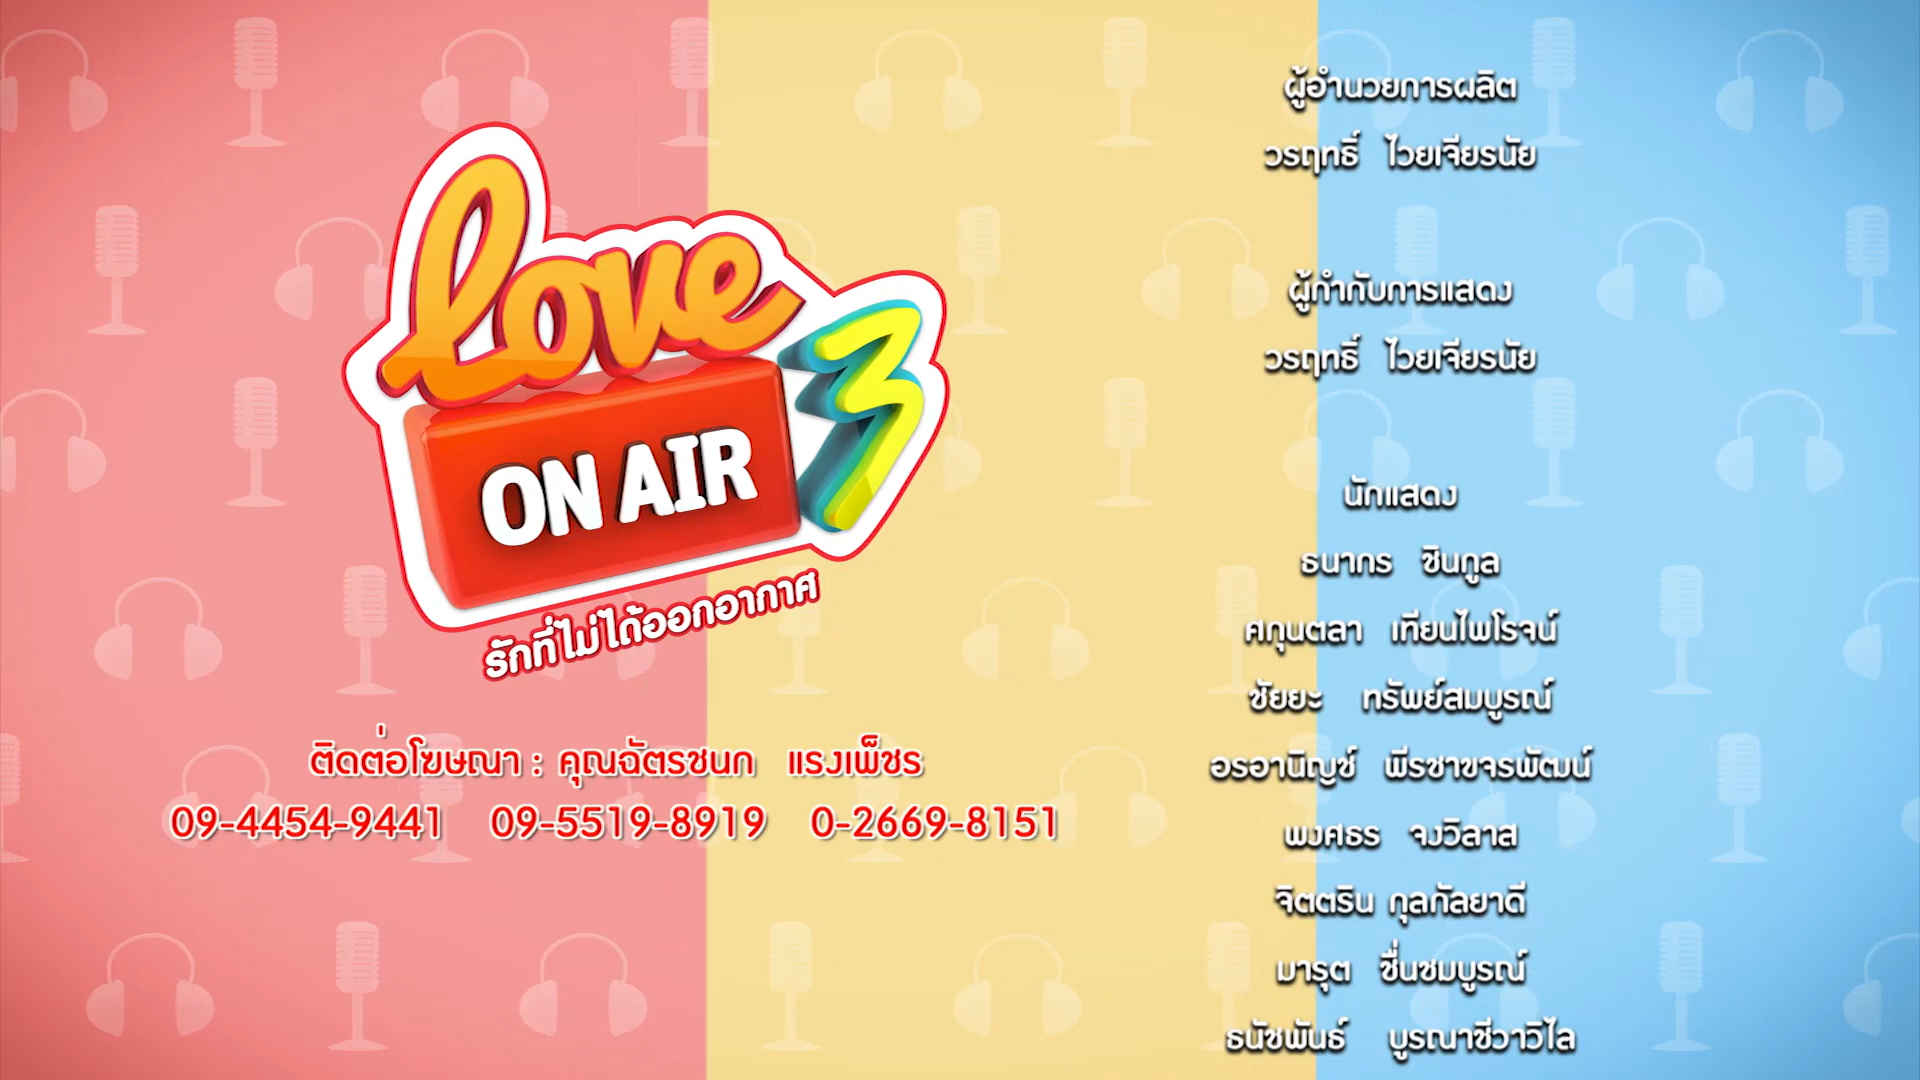 love
ON AIR
3
รักที่ไม่ได้ออกอากาศ
ติดต่อโฆษณา : คุณฉัตรชนก แรงเพ็ชร
09-4454-9441 09-5519-8919 0-2669-8151
ผู้อำนวยการผลิต
วรฤทธิ์ ไวยเจียรนัย
ผู้กำกับการแสดง
วรฤทธิ์ ไวยเจียรนัย
นักแสดง
ธนากร ชินกูล
ศกุนตลา เทียนไพโรจน์
ชัยยะ ทรัพย์สมบูรณ์
อรอานิญช์ พีรชาขจรพัฒน์
พงศธร จงวิลาส
จิตตริน กุลกัลยาดี
มารุต ชื่นชมบูรณ์
ธนัชพันธ์ บูรณาชีวาวิไล